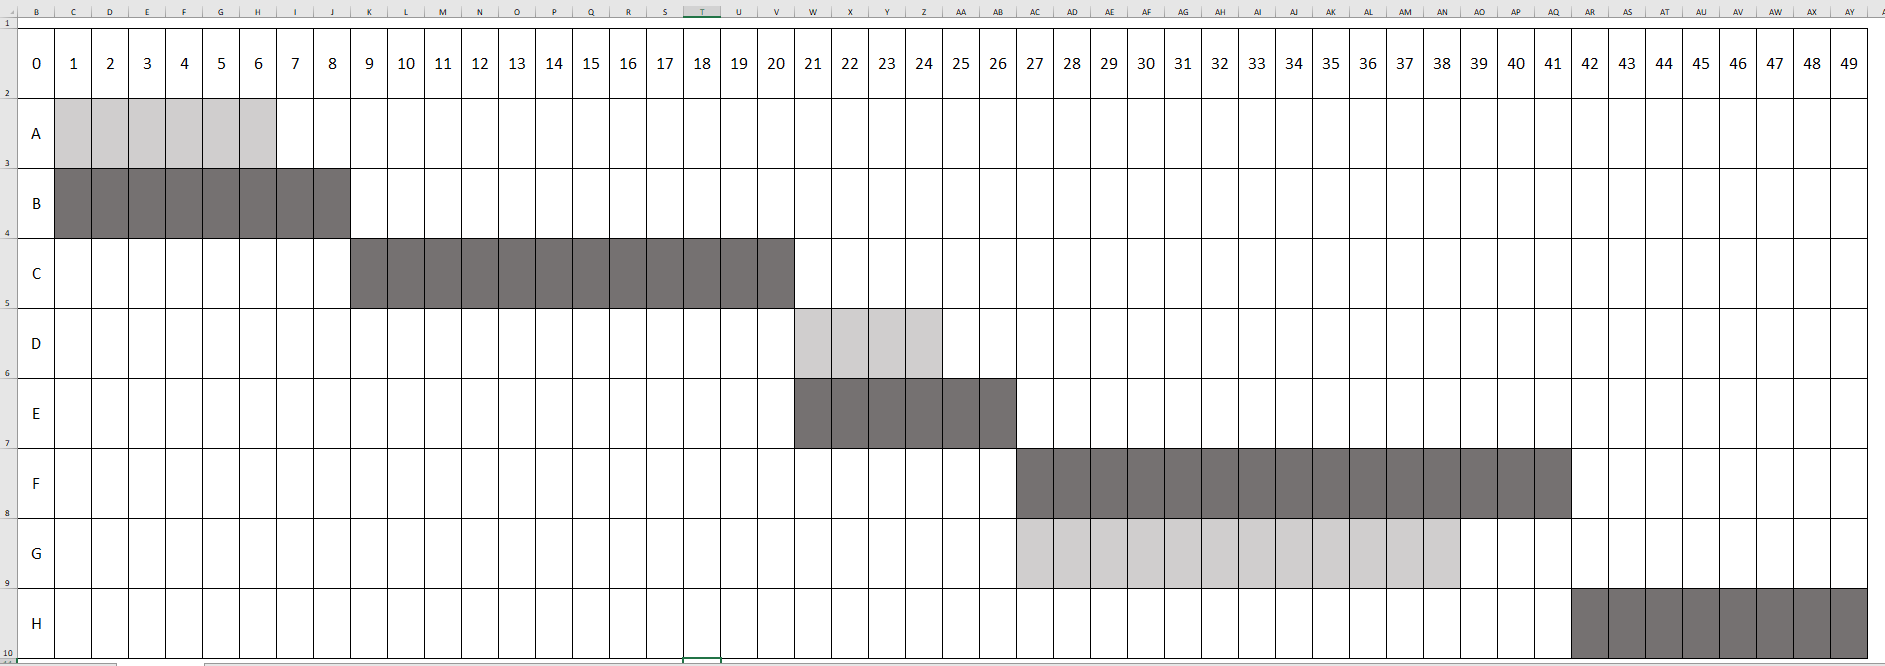 B C D E F G H I J K L M N O P Q R S T U V W X Y Z AA AB AC AD AE AF AG AH AI AJ AK AL AM AN AO AP AQ AR AS AT AU AV AW AX AY
1
0 1 2 3 4 5 6 7 8 9 10 11 12 13 14 15 16 17 18 19 20 21 22 23 24 25 26 27 28 29 30 31 32 33 34 35 36 37 38 39 40 41 42 43 44 45 46 47 48 49
2
A
3
B
4
C
5
D
6
E
7
F
8
G
9
H
10